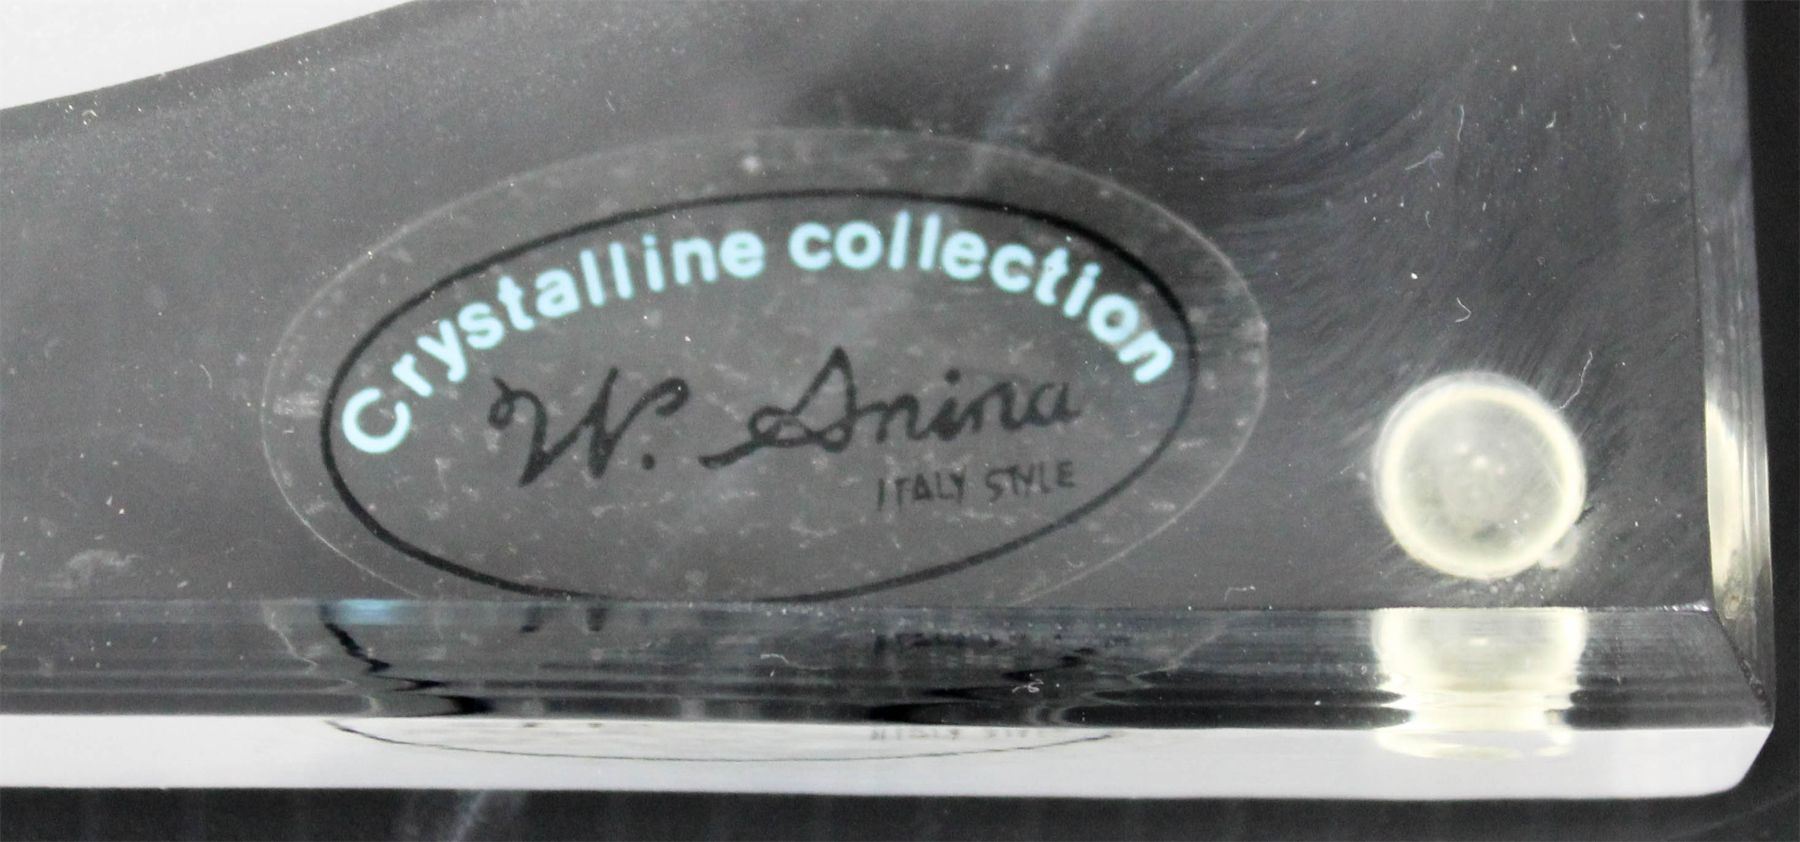 Crystalline collection
W. Anina
ITALY STYLE